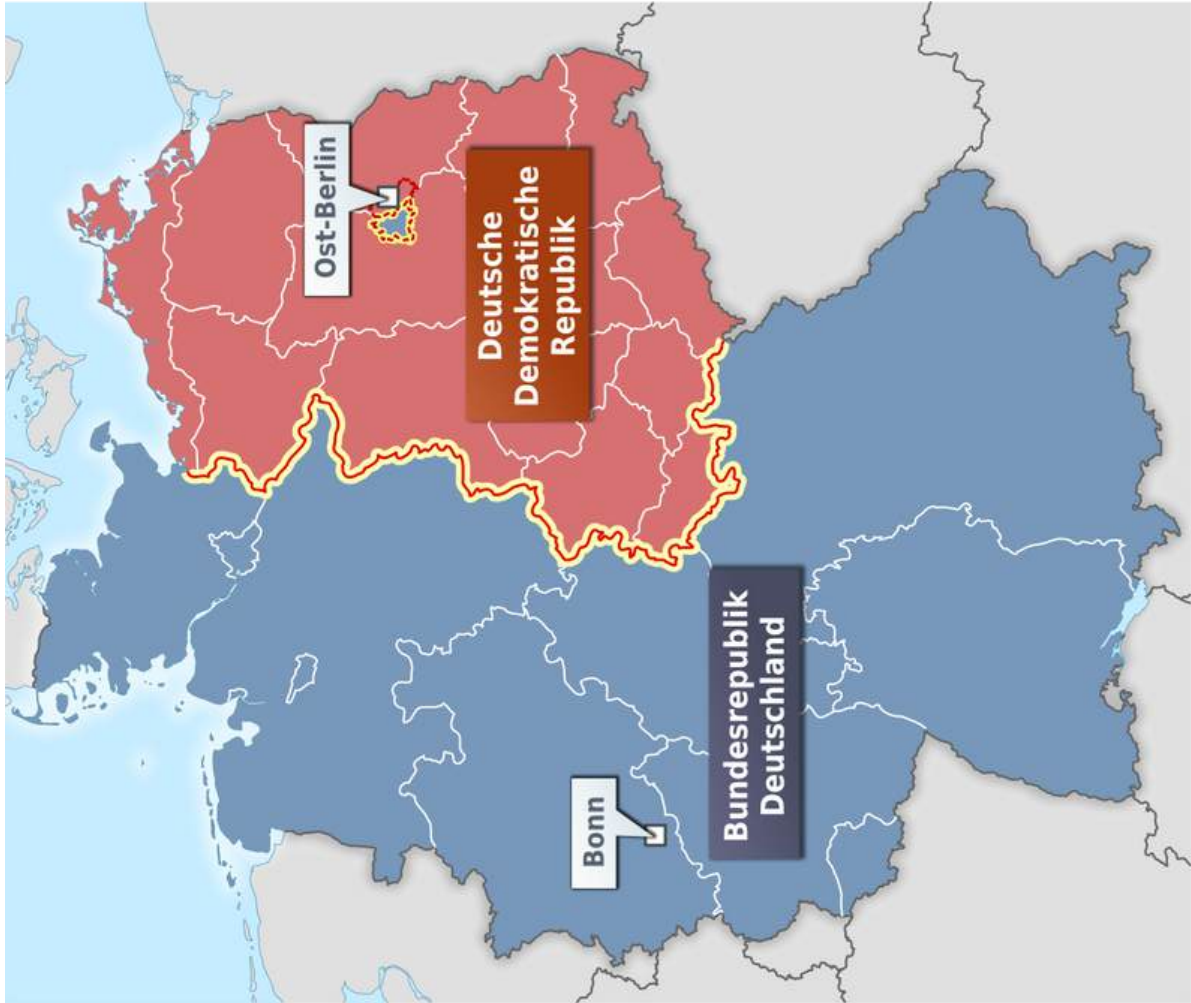 Ost-Berlin
Deutsche
Demokratische
Republik
Bundesrepublik
Deutschland
Bonn